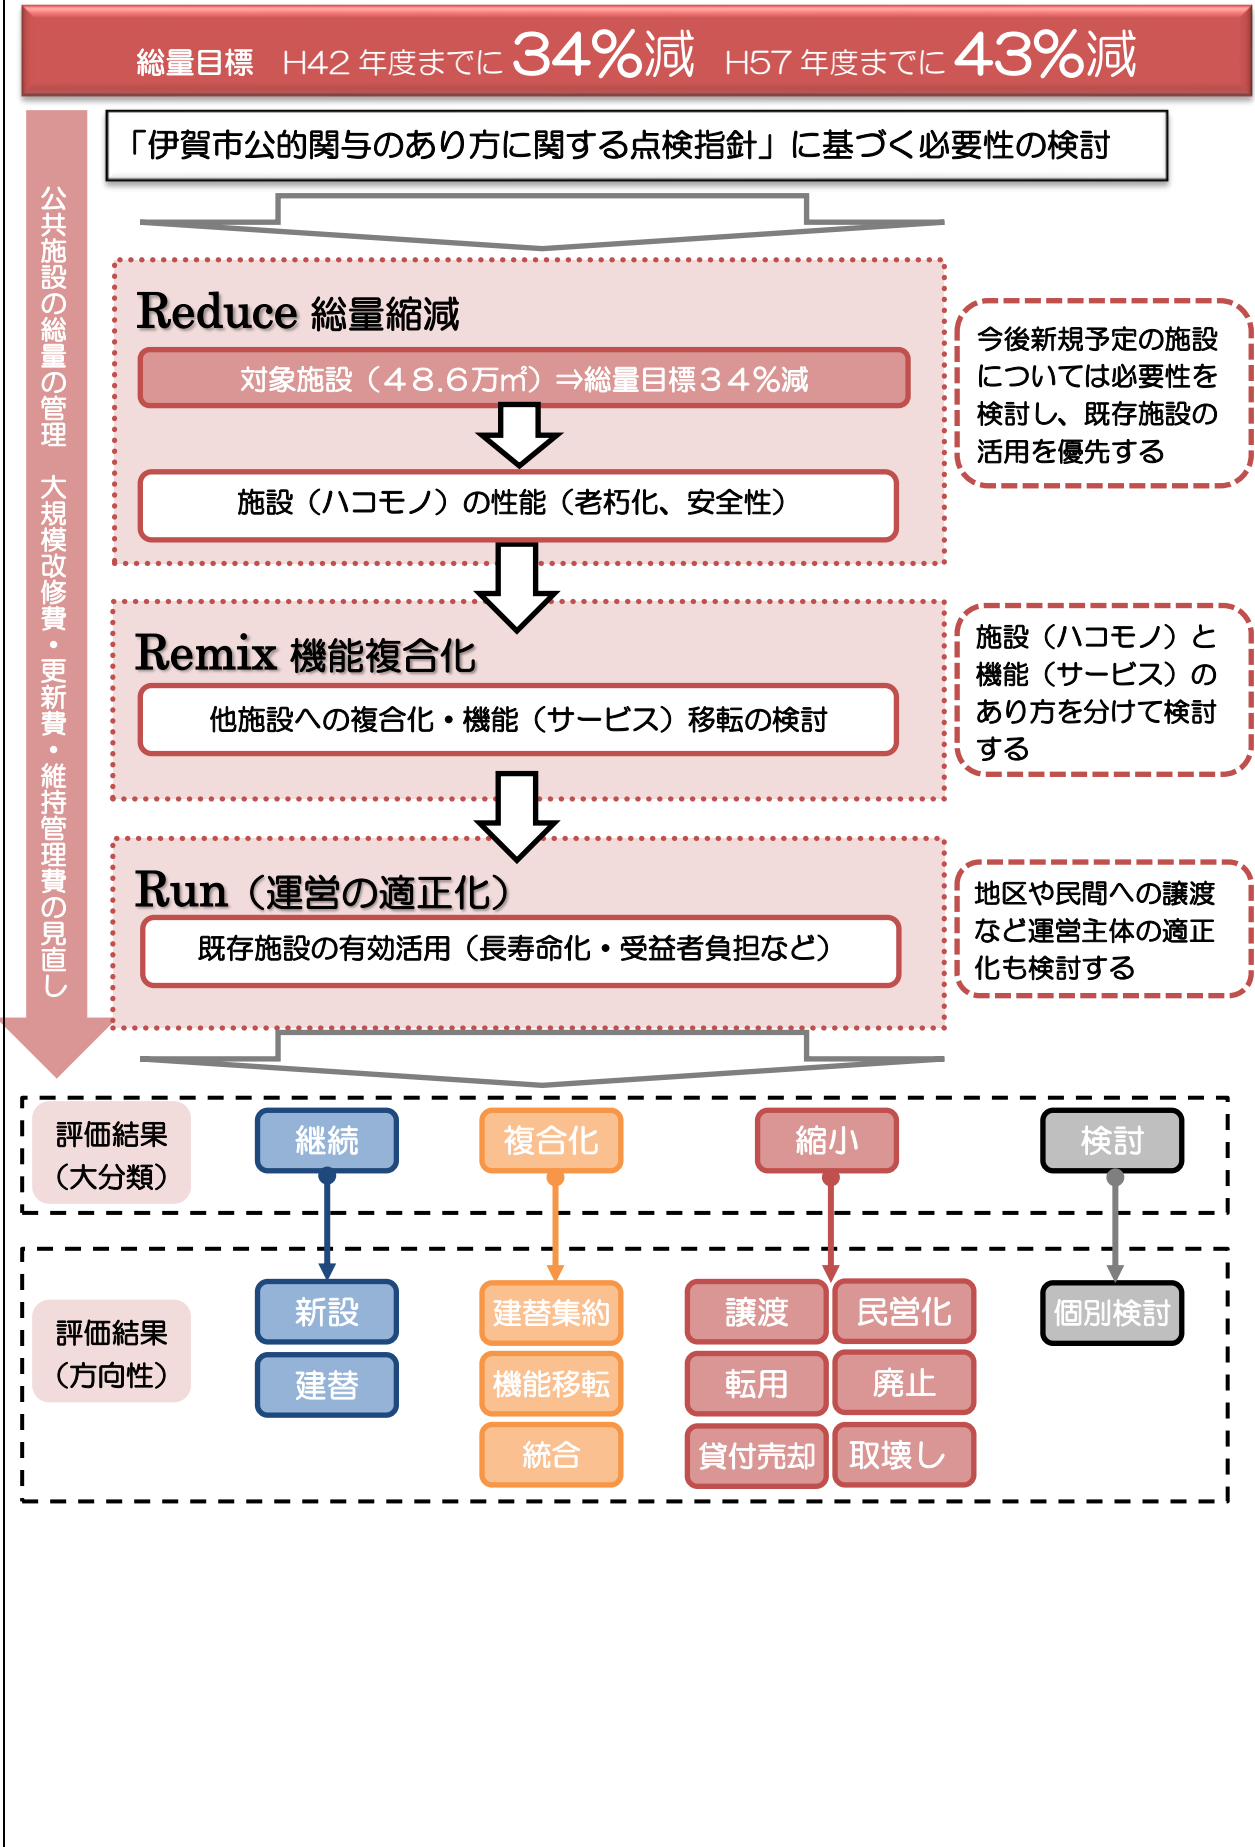 総量目標　H42 年度までに 34%減　H57 年度までに 43%減
「伊賀市公的関与のあり方に関する点検指針」に基づく必要性の検討
公共施設の総量の管理　大規模改修費・更新費・維持管理費の見直し
Reduce 総量縮減
対象施設（４８.６万㎡）⇒総量目標３４％減
施設（ハコモノ）の性能（老朽化、安全性）
今後新規予定の施設
については必要性を
検討し、既存施設の
活用を優先する
Remix 機能複合化
他施設への複合化・機能（サービス）移転の検討
施設（ハコモノ）と
機能（サービス）の
あり方を分けて検討
する
Run（運営の適正化）
既存施設の有効活用（長寿命化・受益者負担など）
地区や民間への譲渡
など運営主体の適正
化も検討する
評価結果
（大分類）
継続
複合化
縮小
検討
評価結果
（方向性）
新設
建替
建替集約
機能移転
統合
譲渡
民営化
転用
廃止
貸付売却
取壊し
個別検討